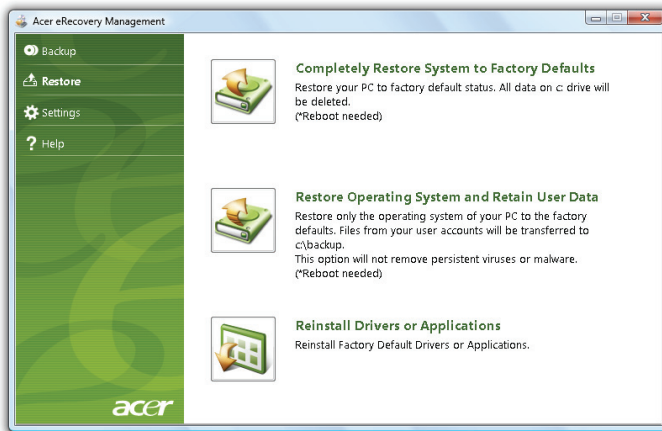 Acer eRecovery Management
Backup
Restore
Settings
Help
Completely Restore System to Factory Defaults
Restore your PC to factory default status. All data on c: drive will
be deleted.
(*Reboot needed)
Restore Operating System and Retain User Data
Restore only the operating system of your PC to the factory
defaults. Files from your user accounts will be transferred to
c:\backup.
This option will not remove persistent viruses or malware.
(*Reboot needed)
Reinstall Drivers or Applications
Reinstall Factory Default Drivers or Applications.
acer